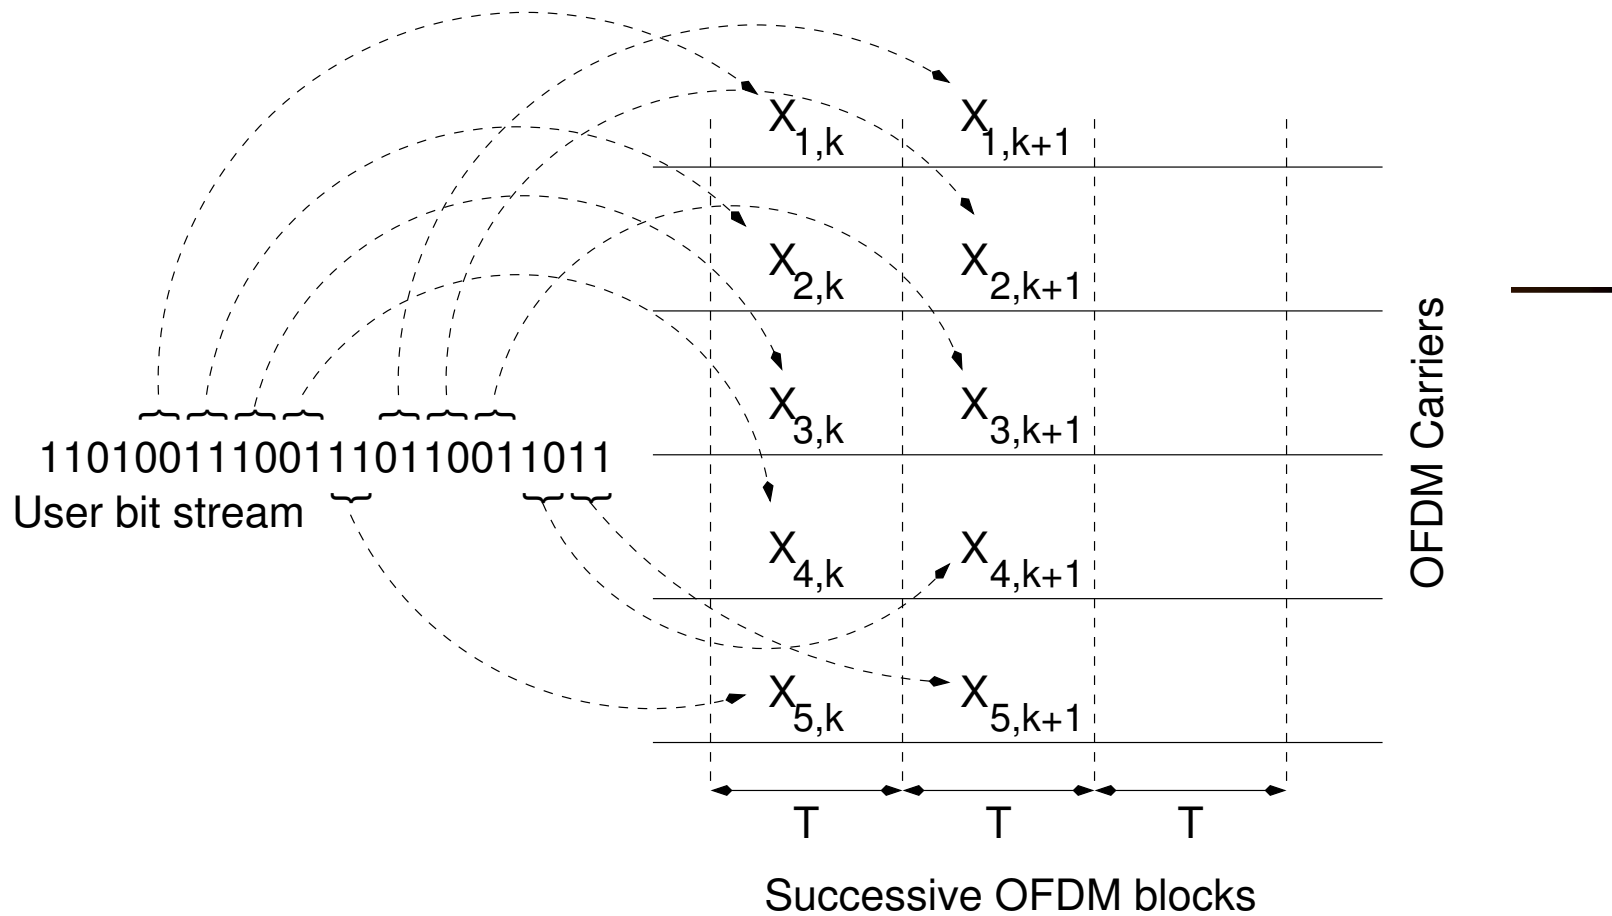 X1,k
X1,k+1
X2,k
X2,k+1
X3,k
X3,k+1
110100111001110110011011
User bit stream
X4,k
X4,k+1
X5,k
X5,k+1
OFDM Carriers
T
T
T
Successive OFDM blocks